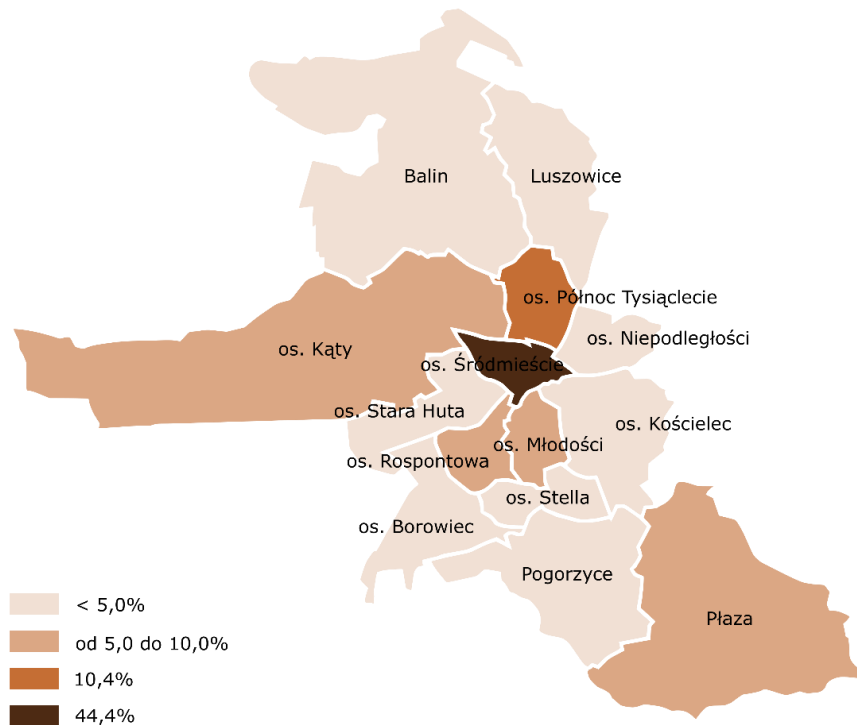 Balin
Luszowice
os. Północ Tysiąclecie
os. Niepodległości
os. Kąty
os. Śródmieście
os. Stara Huta
os. Kościelec
os. Młodości
os. Rospontowa
os. Stella
os. Borowiec
Pogorzyce
Płaza
< 5,0%
od 5,0 do 10,0%
10,4%
44,4%